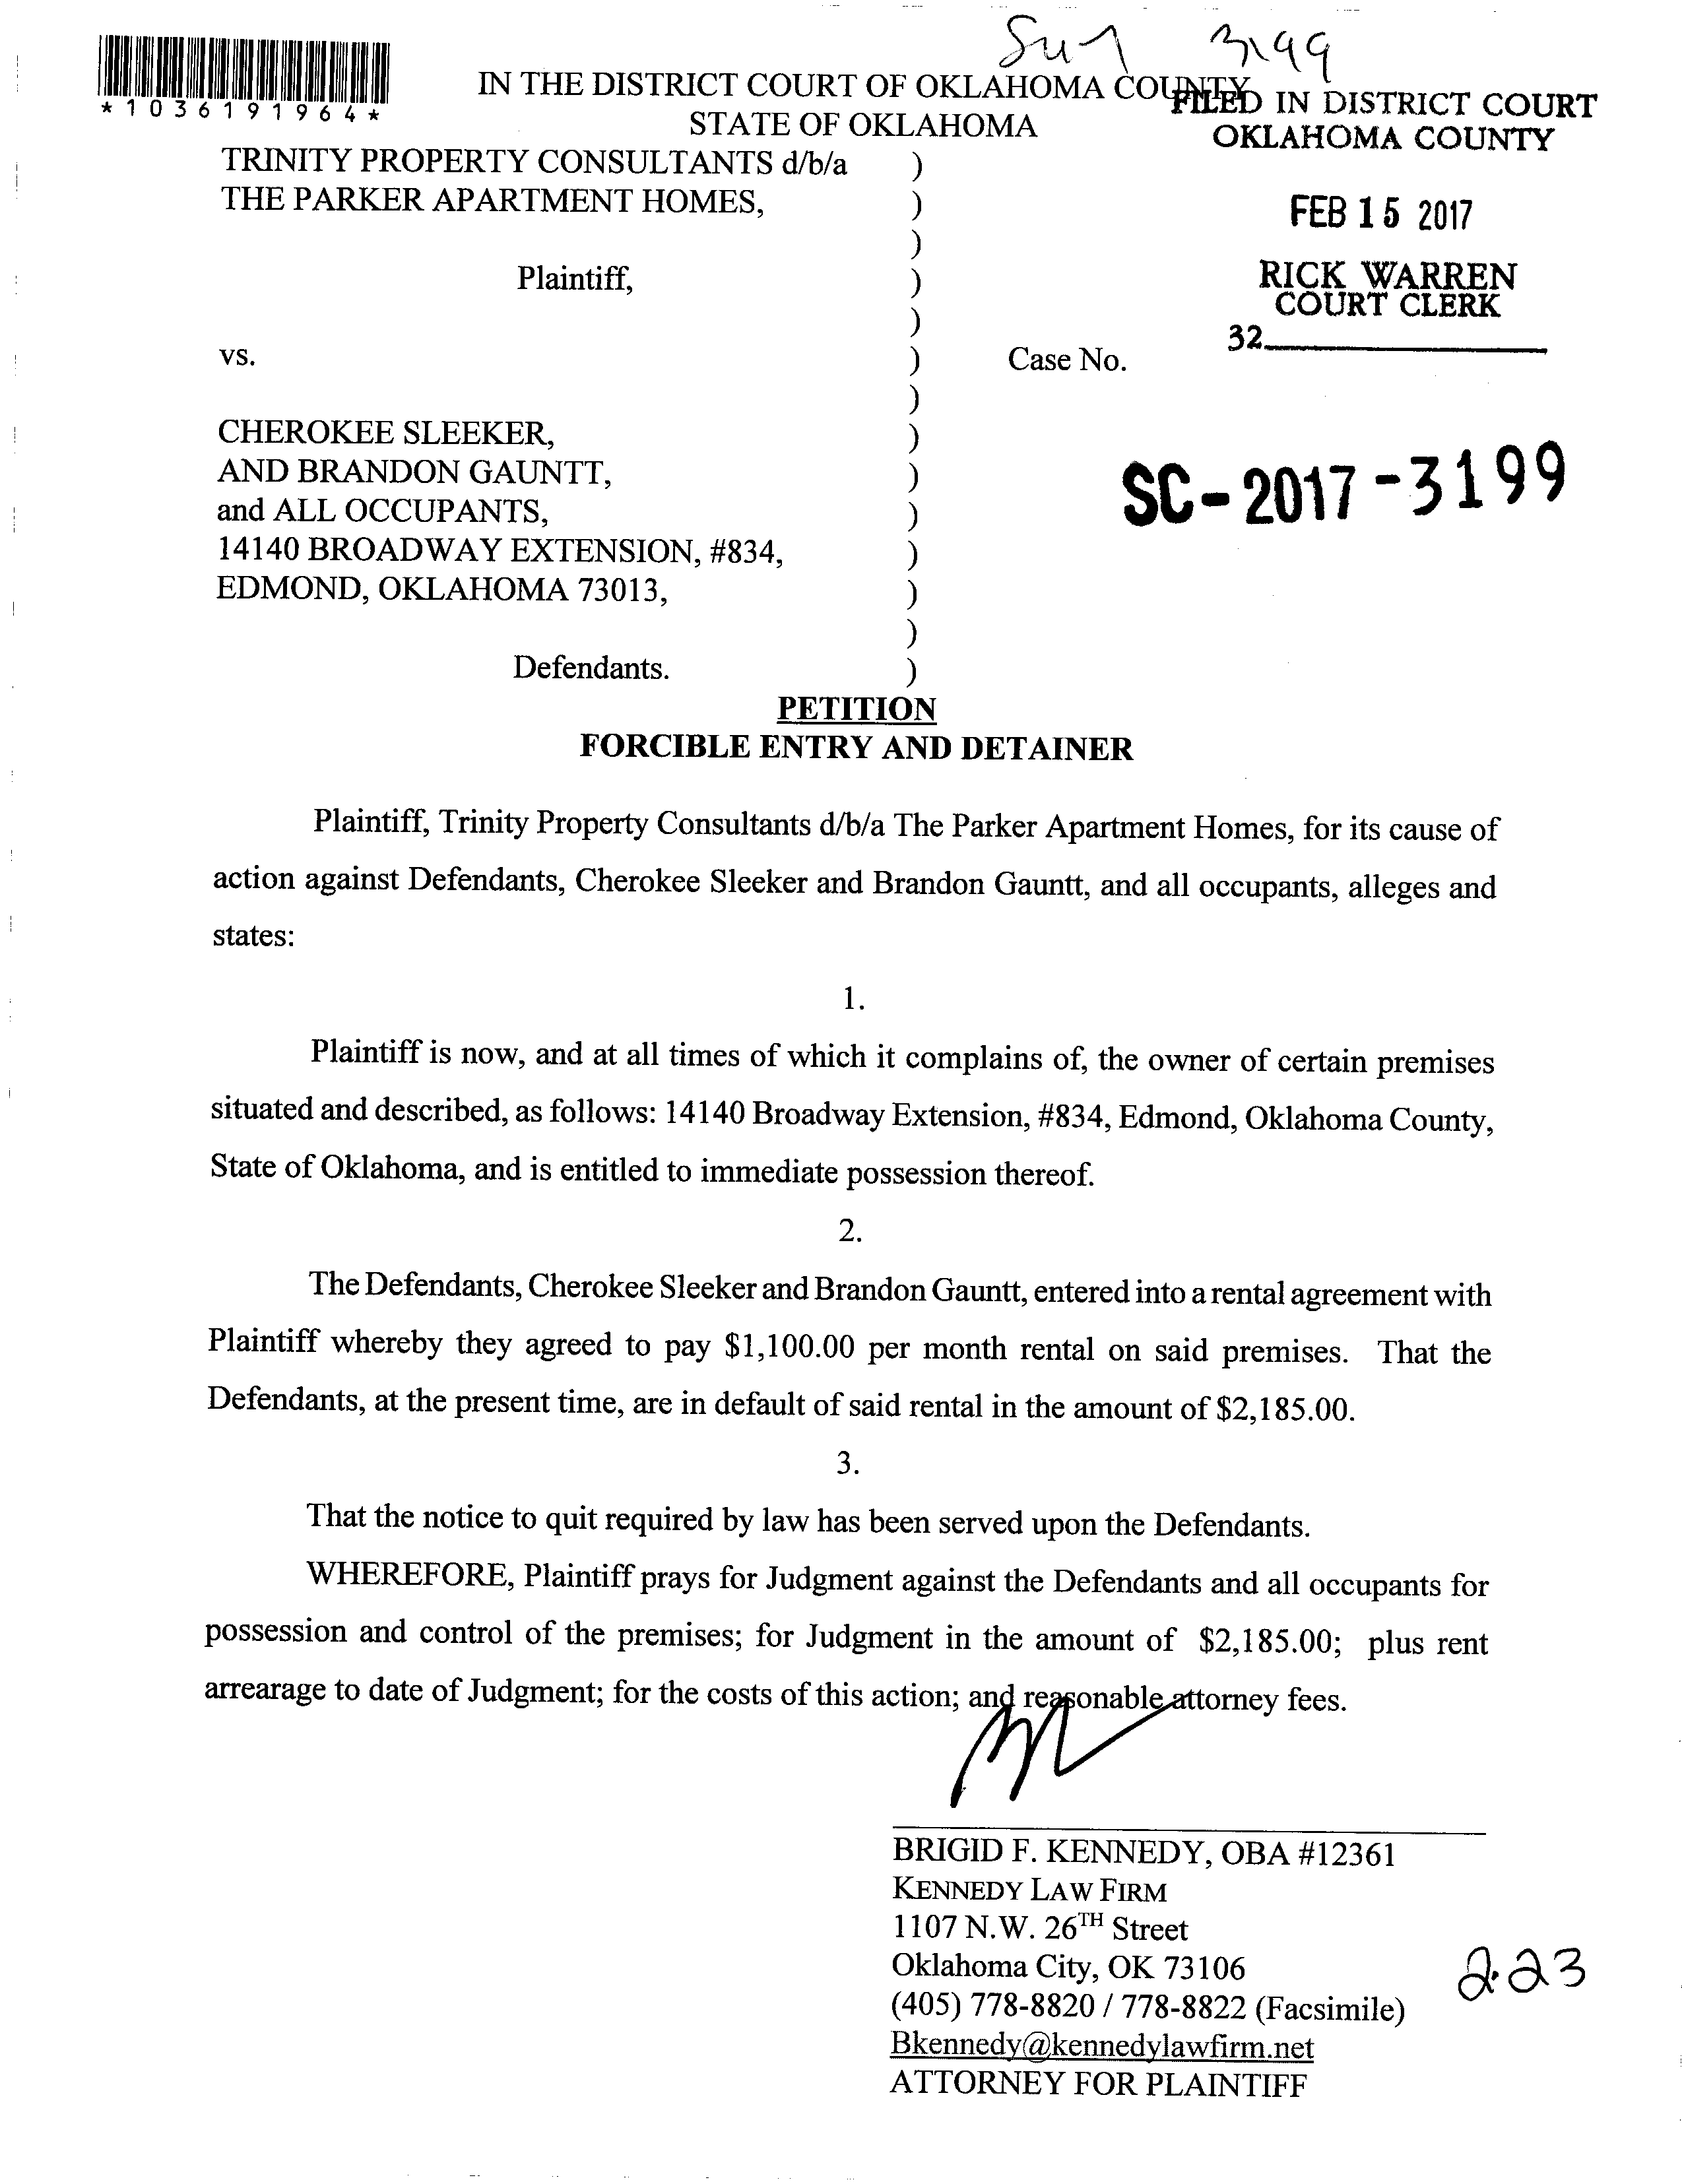 3199
*1036191964*
IN THE DISTRICT COURT OF OKLAHOMA COUNTY
STATE OF OKLAHOMA
FILED IN DISTRICT COURT
OKLAHOMA COUNTY
FEB 15 2017
RICK WARREN
COURT CLERK
32
TRINITY PROPERTY CONSULTANTS d/b/a )
THE PARKER APARTMENT HOMES, )
)
Plaintiff, )
)
vs. ) Case No.
)
CHEROKEE SLEEKER, )
AND BRANDON GAUNTT, )
and ALL OCCUPANTS, )
14140 BROADWAY EXTENSION, #834, )
EDMOND, OKLAHOMA 73013, )
)
Defendants. )
SC-2017-3199
PETITION
FORCIBLE ENTRY AND DETAINER
Plaintiff, Trinity Property Consultants d/b/a The Parker Apartment Homes, for its cause of
action against Defendants, Cherokee Sleeker and Brandon Gauntt, and all occupants, alleges and
states:
1.
Plaintiff is now, and at all times of which it complains of, the owner of certain premises
situated and described, as follows: 14140 Broadway Extension, #834, Edmond, Oklahoma County,
State of Oklahoma, and is entitled to immediate possession thereof.
2.
The Defendants, Cherokee Sleeker and Brandon Gauntt, entered into a rental agreement with
Plaintiff whereby they agreed to pay $1,100.00 per month rental on said premises. That the
Defendants, at the present time, are in default of said rental in the amount of $2,185.00.
3.
That the notice to quit required by law has been served upon the Defendants.
WHEREFORE, Plaintiff prays for Judgment against the Defendants and all occupants for
possession and control of the premises; for Judgment in the amount of $2,185.00; plus rent
arrearage to date of Judgment; for the costs of this action; and reasonable attorney fees.
BRIGID F. KENNEDY, OBA #12361
KENNEDY LAW FIRM
1107 N.W. 26TH Street
Oklahoma City, OK 73106
(405) 778-8820 / 778-8822 (Facsimile)
Bkennedy@kennedylawfirm.net
ATTORNEY FOR PLAINTIFF
2.23